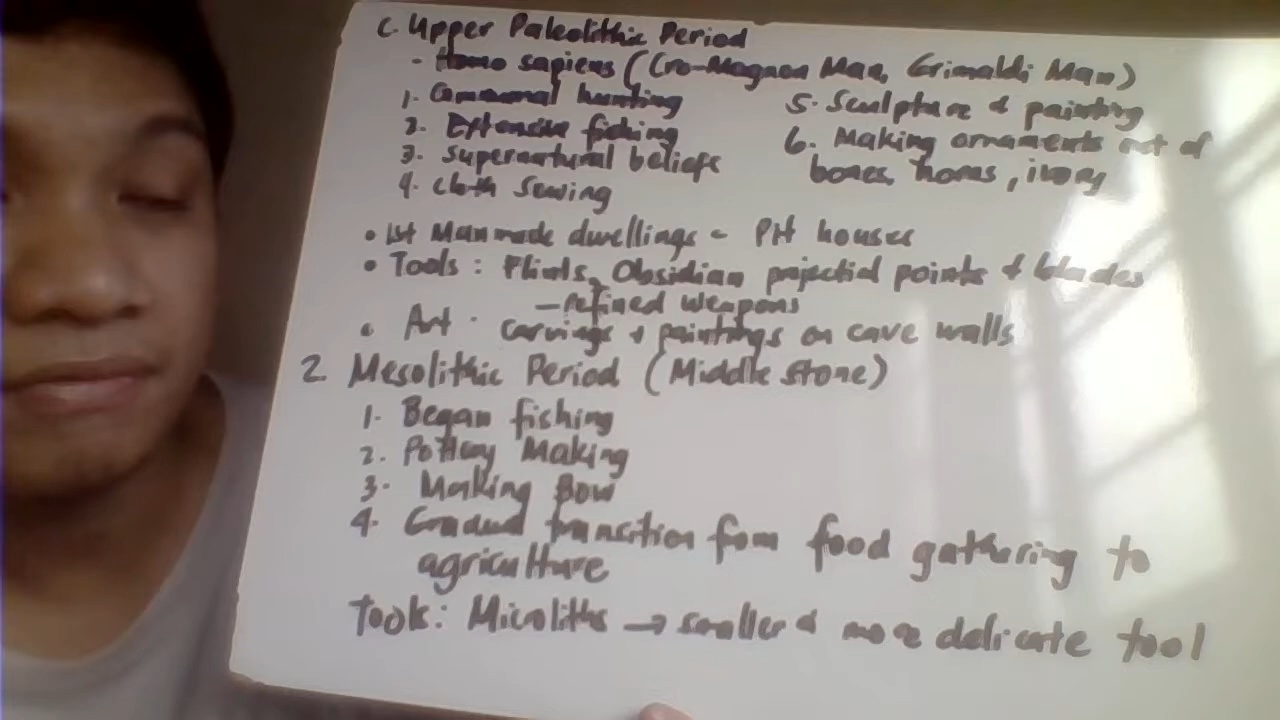 C. Upper Paleolithic Period
- Homo sapiens (Cro-Magnon Man, Grimaldi Man)
1. Communal hunting
2. Extensive fishing
3. Supernatural beliefs
4. Cloth Sewing
5. Sculpture & painting
6. Making ornaments out of
bones, horns, ivory
• 1st Manmade dwellings - Pit houses
• Tools: Flints, Obsidian projectial points & blades
- refined weapons
• Art: carvings & paintings on cave walls
2. Mesolithic Period (Middle Stone)
1. Began fishing
2. Pottery Making
3. Making Bow
4. Gradual transition from food gathering to
agriculture
Tools: Microliths → smaller & more delicate tool